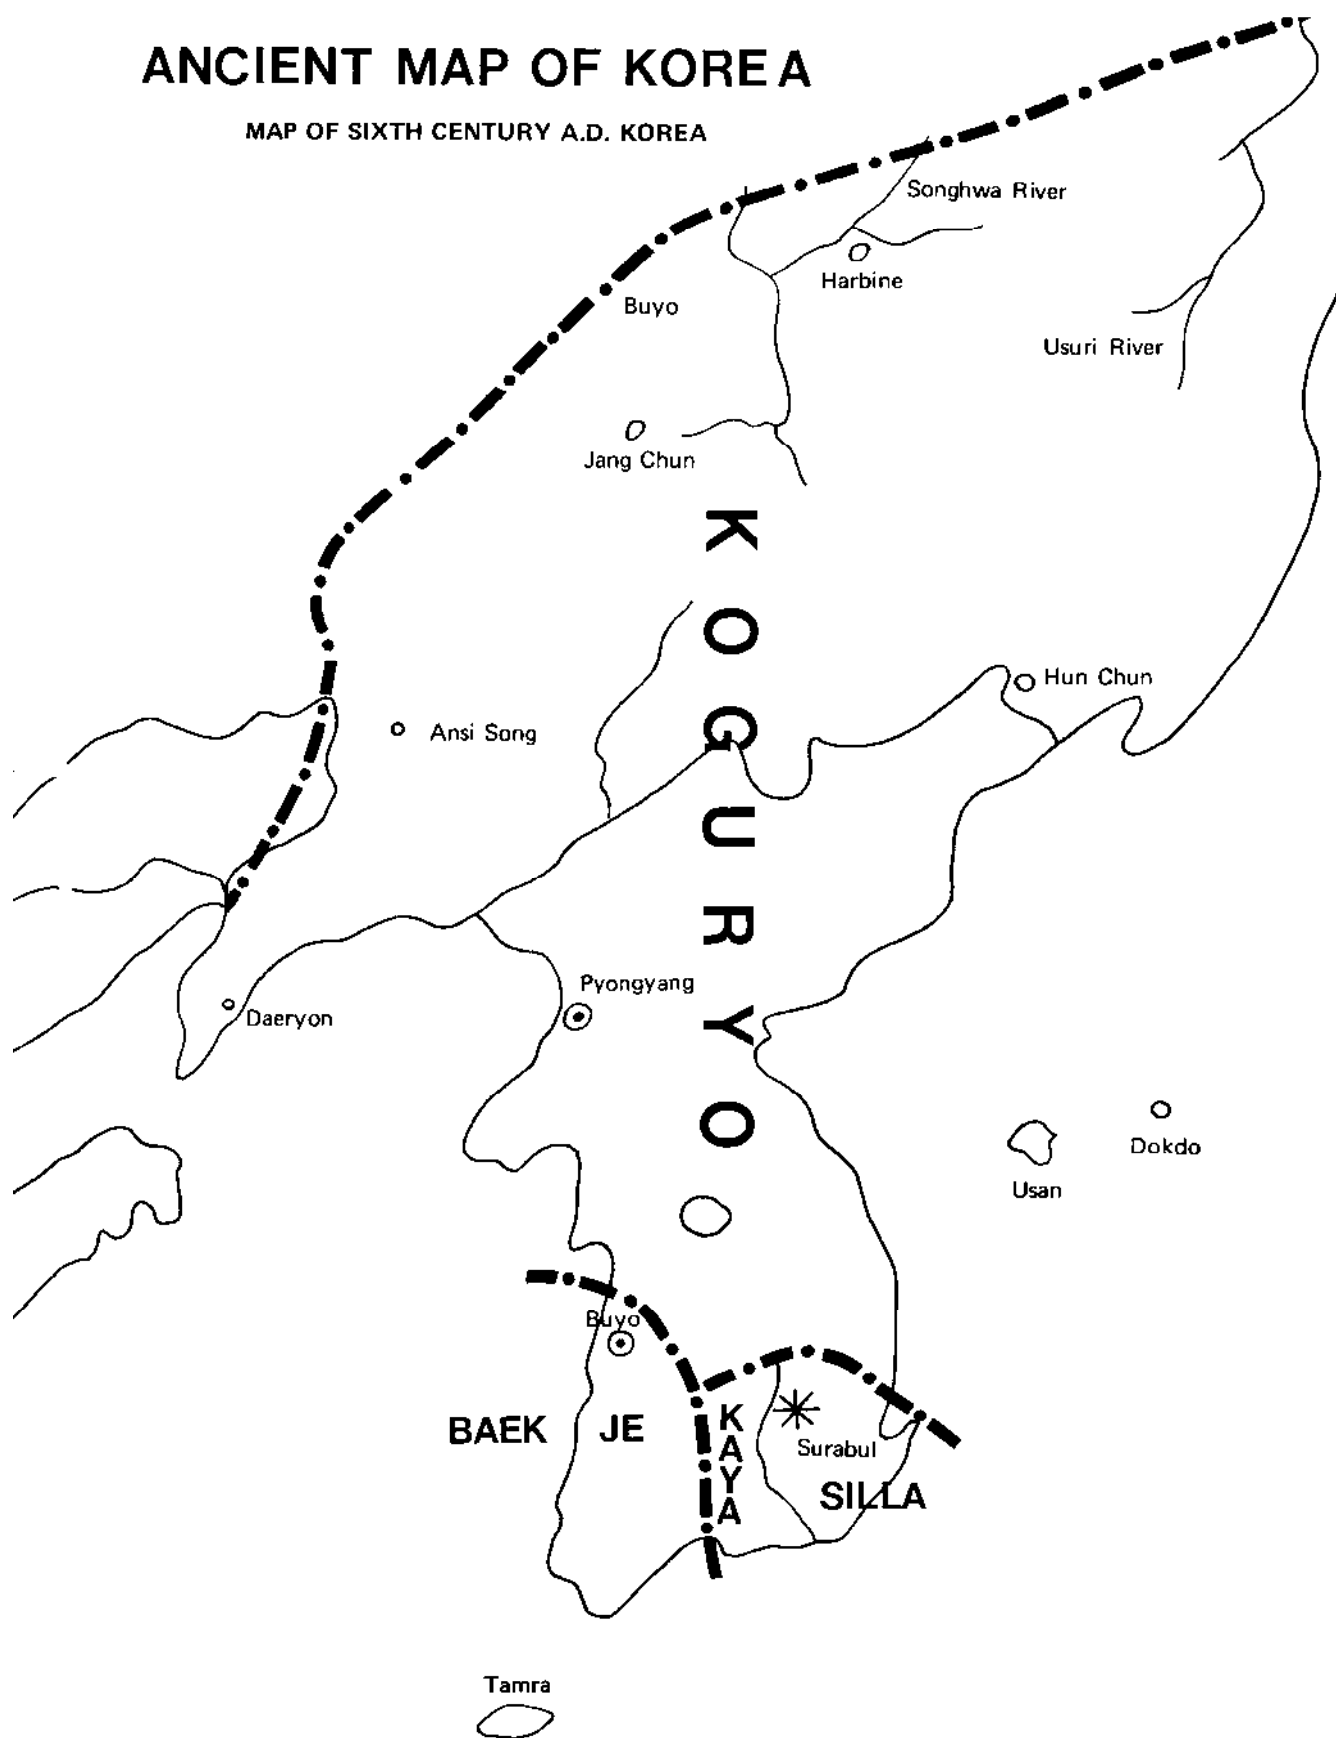 ANCIENT MAP OF KOREA
MAP OF SIXTH CENTURY A.D. KOREA
Songhwa River
Harbine
Buyo
Usuri River
Jang Chun
KOGURYO
Hun Chun
Ansi Song
Pyongyang
Daeryon
Dokdo
Usan
Buyo
BAEK JE
KAYA
Surabul
SILLA
Tamra